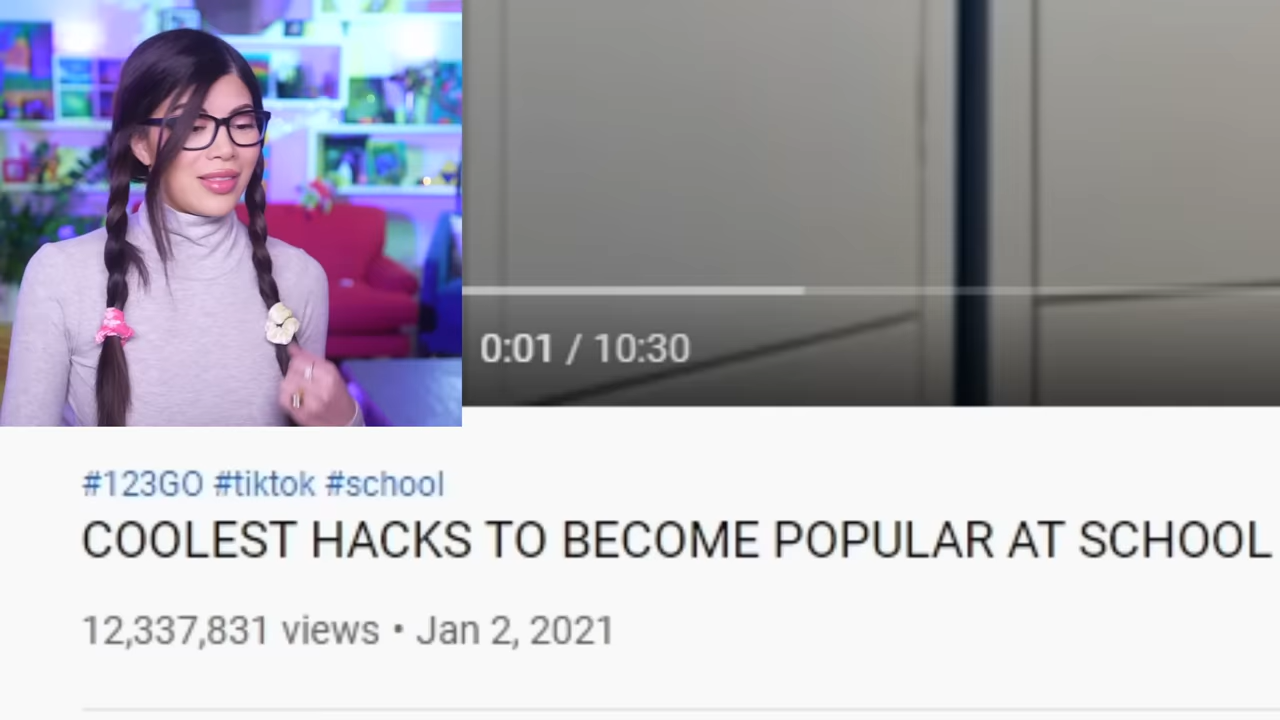 0:01 / 10:30
#123GO #tiktok #school
COOLEST HACKS TO BECOME POPULAR AT SCHOOL
12,337,831 views • Jan 2, 2021